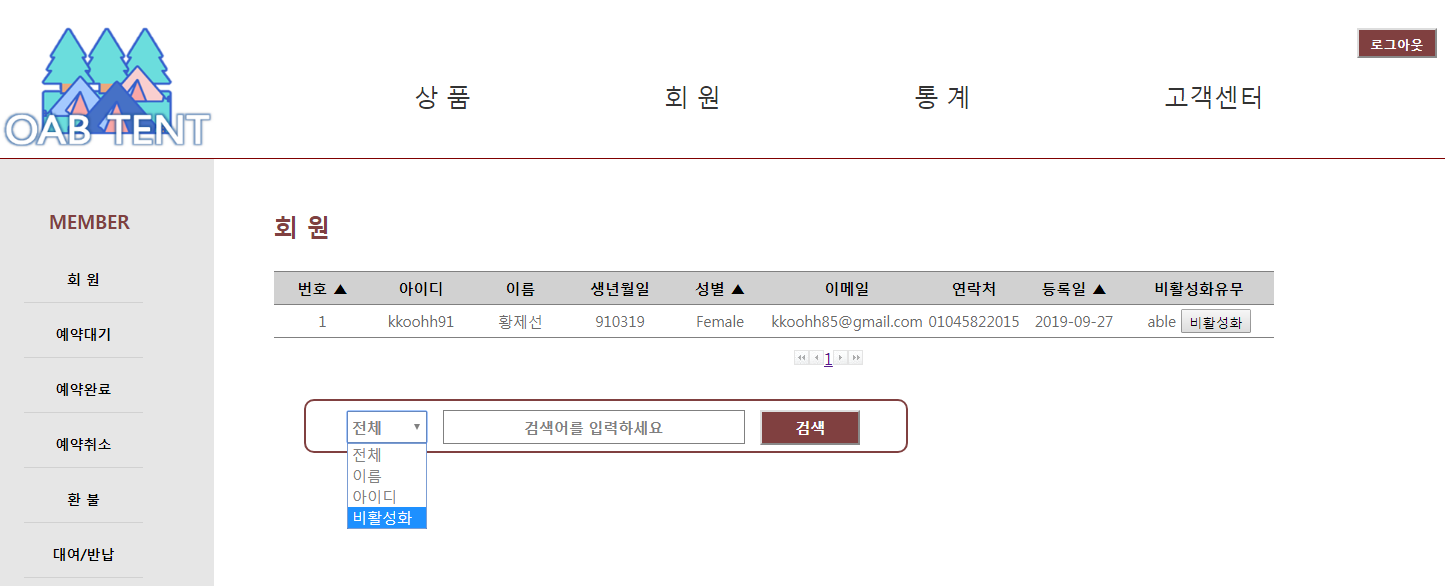 로그아웃
상 품 회 원 통 계 고객센터
OAB TENT
MEMBER
회 원
예약대기
예약완료
예약취소
환 불
대여/반납
회 원
번호 ▲ 아이디 이름 생년월일 성별 ▲ 이메일 연락처 등록일 ▲ 비활성화유무
1 kkoohh91 황제선 910319 Female kkoohh85@gmail.com 01045822015 2019-09-27 able 비활성화
1
전체 검색어를 입력하세요 검색
전체
이름
아이디
비활성화